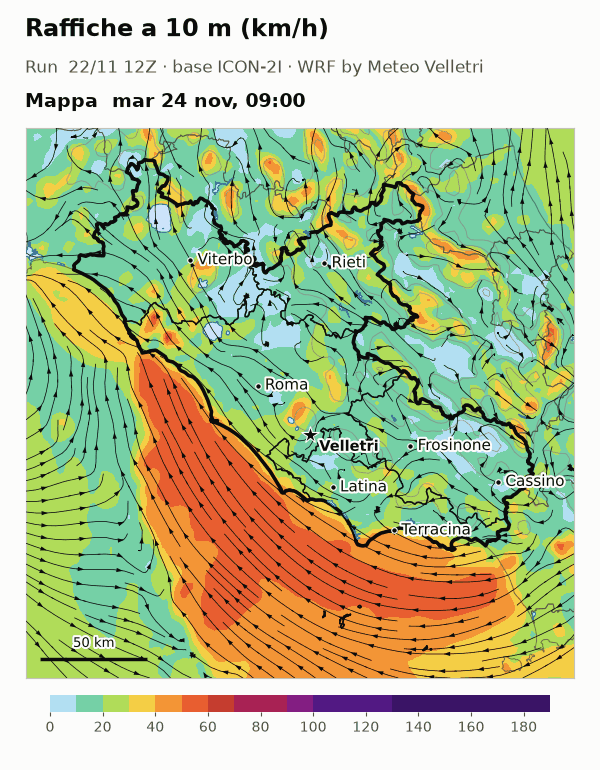 Raffiche a 10 m (km/h)
Run 22/11 12Z · base ICON-2I · WRF by Meteo Velletri
Mappa mar 24 nov, 09:00
Viterbo
Rieti
Roma
Velletri
Frosinone
Cassino
Latina
Terracina
50 km
0 20 40 60 80 100 120 140 160 180